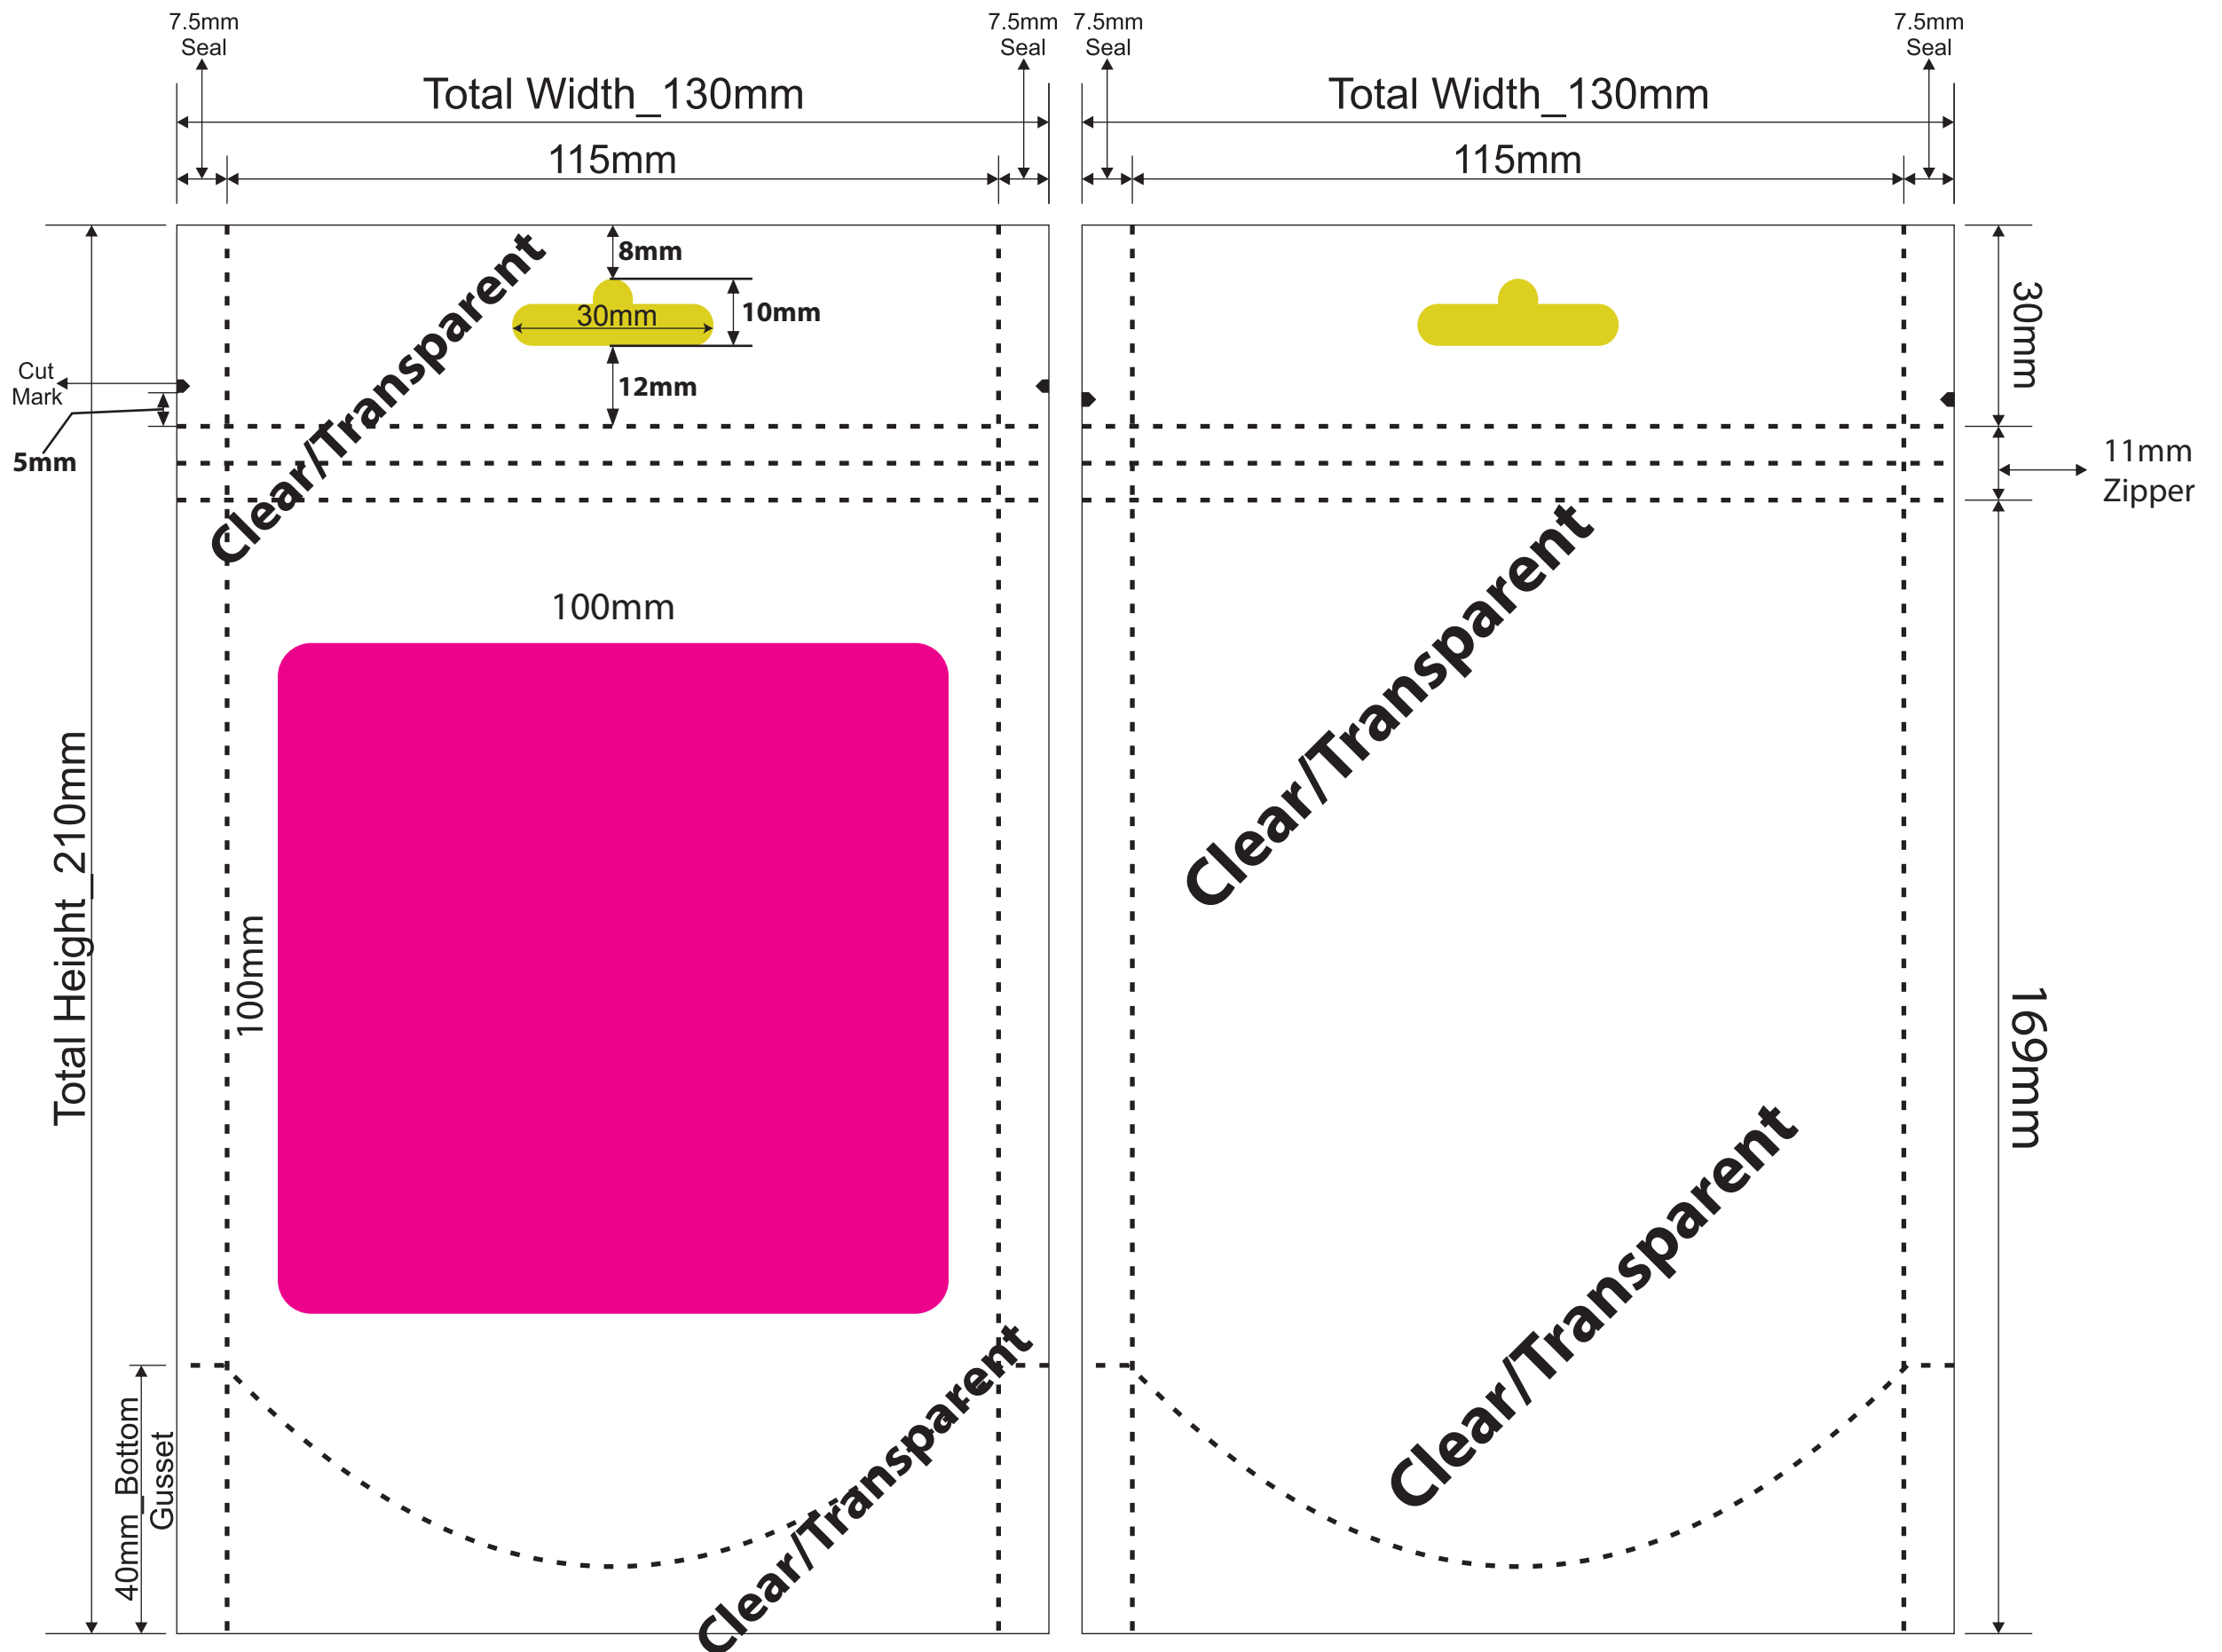 7.5mm
Seal
7.5mm
Seal
7.5mm
Seal
7.5mm
Seal
Total Width_130mm
Total Width_130mm
115mm
115mm
8mm
30mm
10mm
12mm
Cut
Mark
5mm
Clear/Transparent
30mm
11mm
Zipper
100mm
100mm
Total Height_210mm
Clear/Transparent
169mm
Clear/Transparent
40mm_Bottom
Gusset
Clear/Transparent